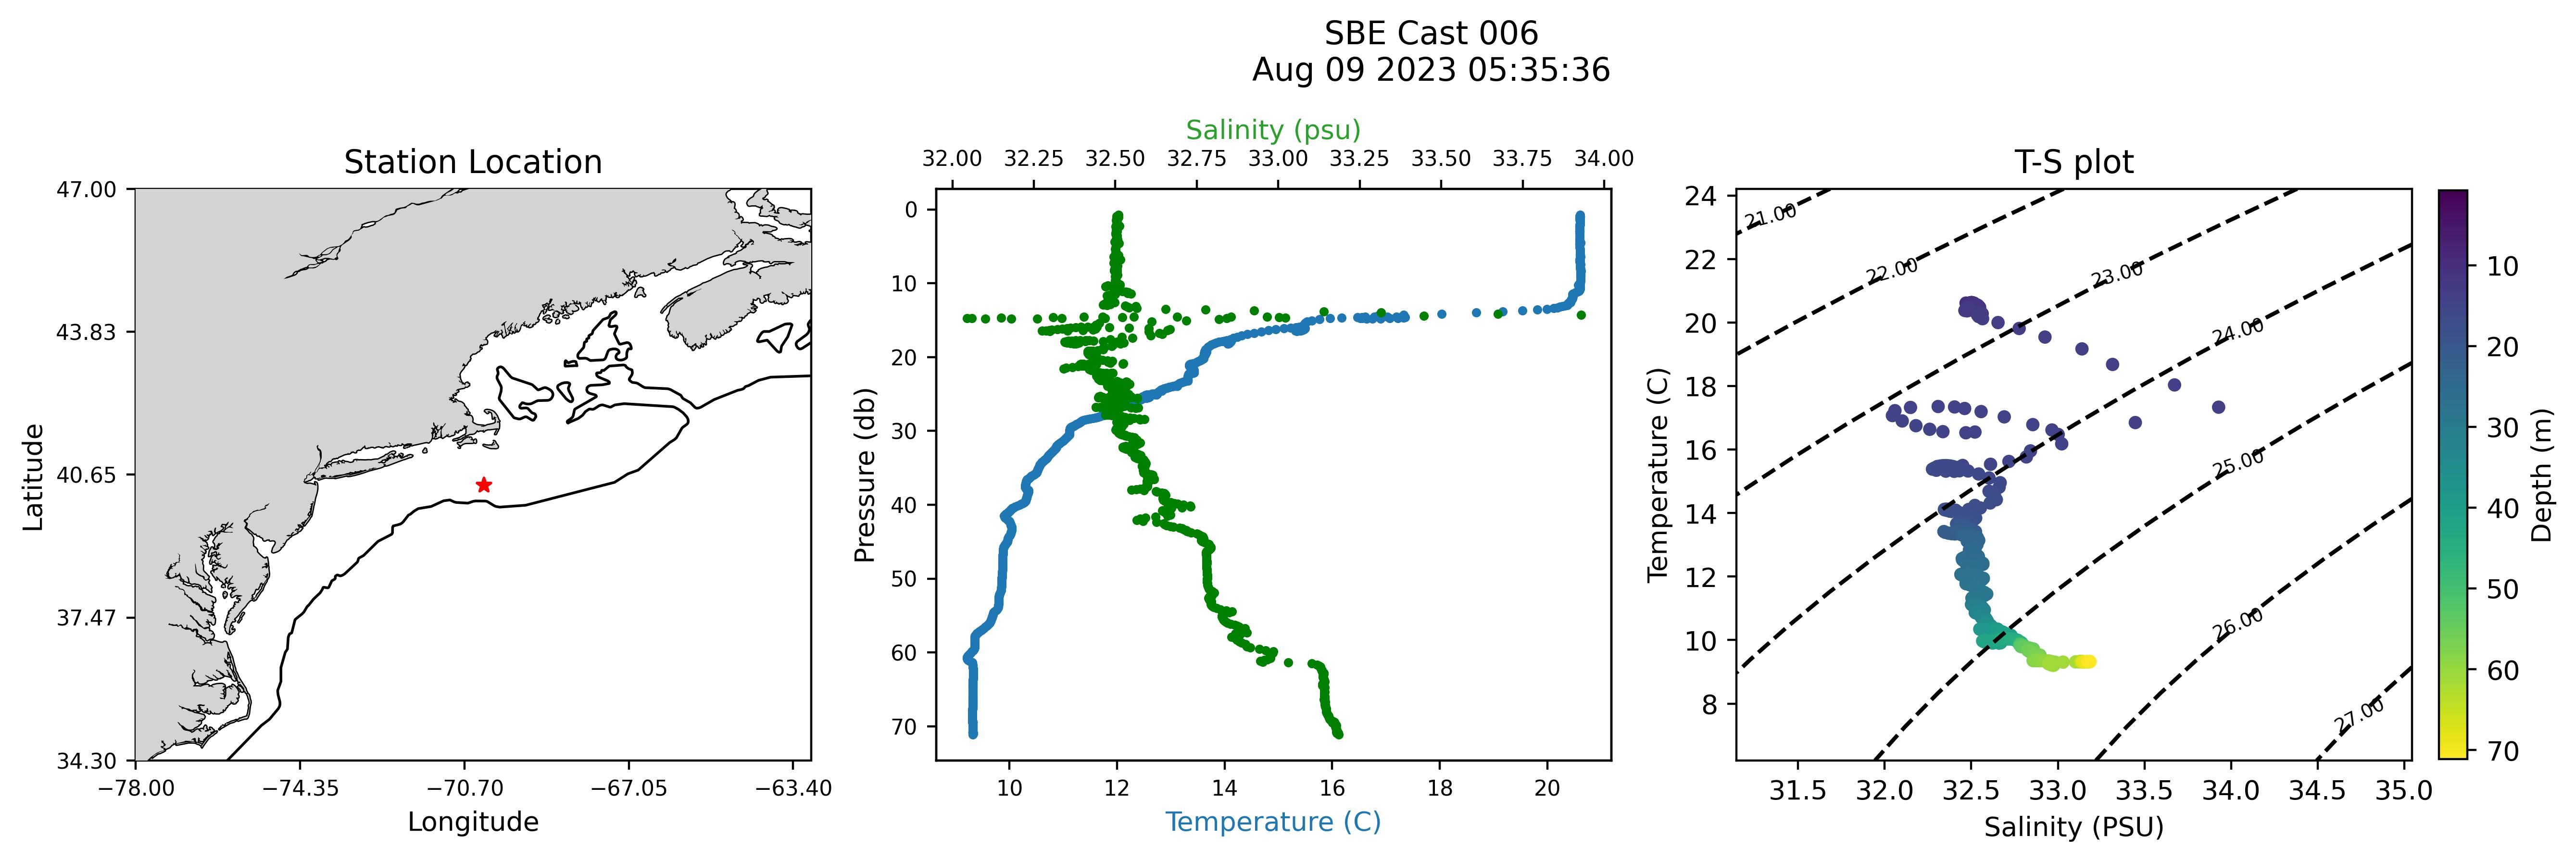 SBE Cast 006
Aug 09 2023 05:35:36
Station Location
47.00
43.83
40.65
37.47
34.30
−78.00 −74.35 −70.70 −67.05 −63.40
Latitude
Longitude
Salinity (psu)
32.00 32.25 32.50 32.75 33.00 33.25 33.50 33.75 34.00
0
10
20
30
40
50
60
70
Pressure (db)
10 12 14 16 18 20
Temperature (C)
T-S plot
24
22
20
18
16
14
12
10
8
Temperature (C)
21.00
22.00
23.00
24.00
25.00
26.00
27.00
31.5 32.0 32.5 33.0 33.5 34.0 34.5 35.0
Salinity (PSU)
10
20
30
40
50
60
70
Depth (m)